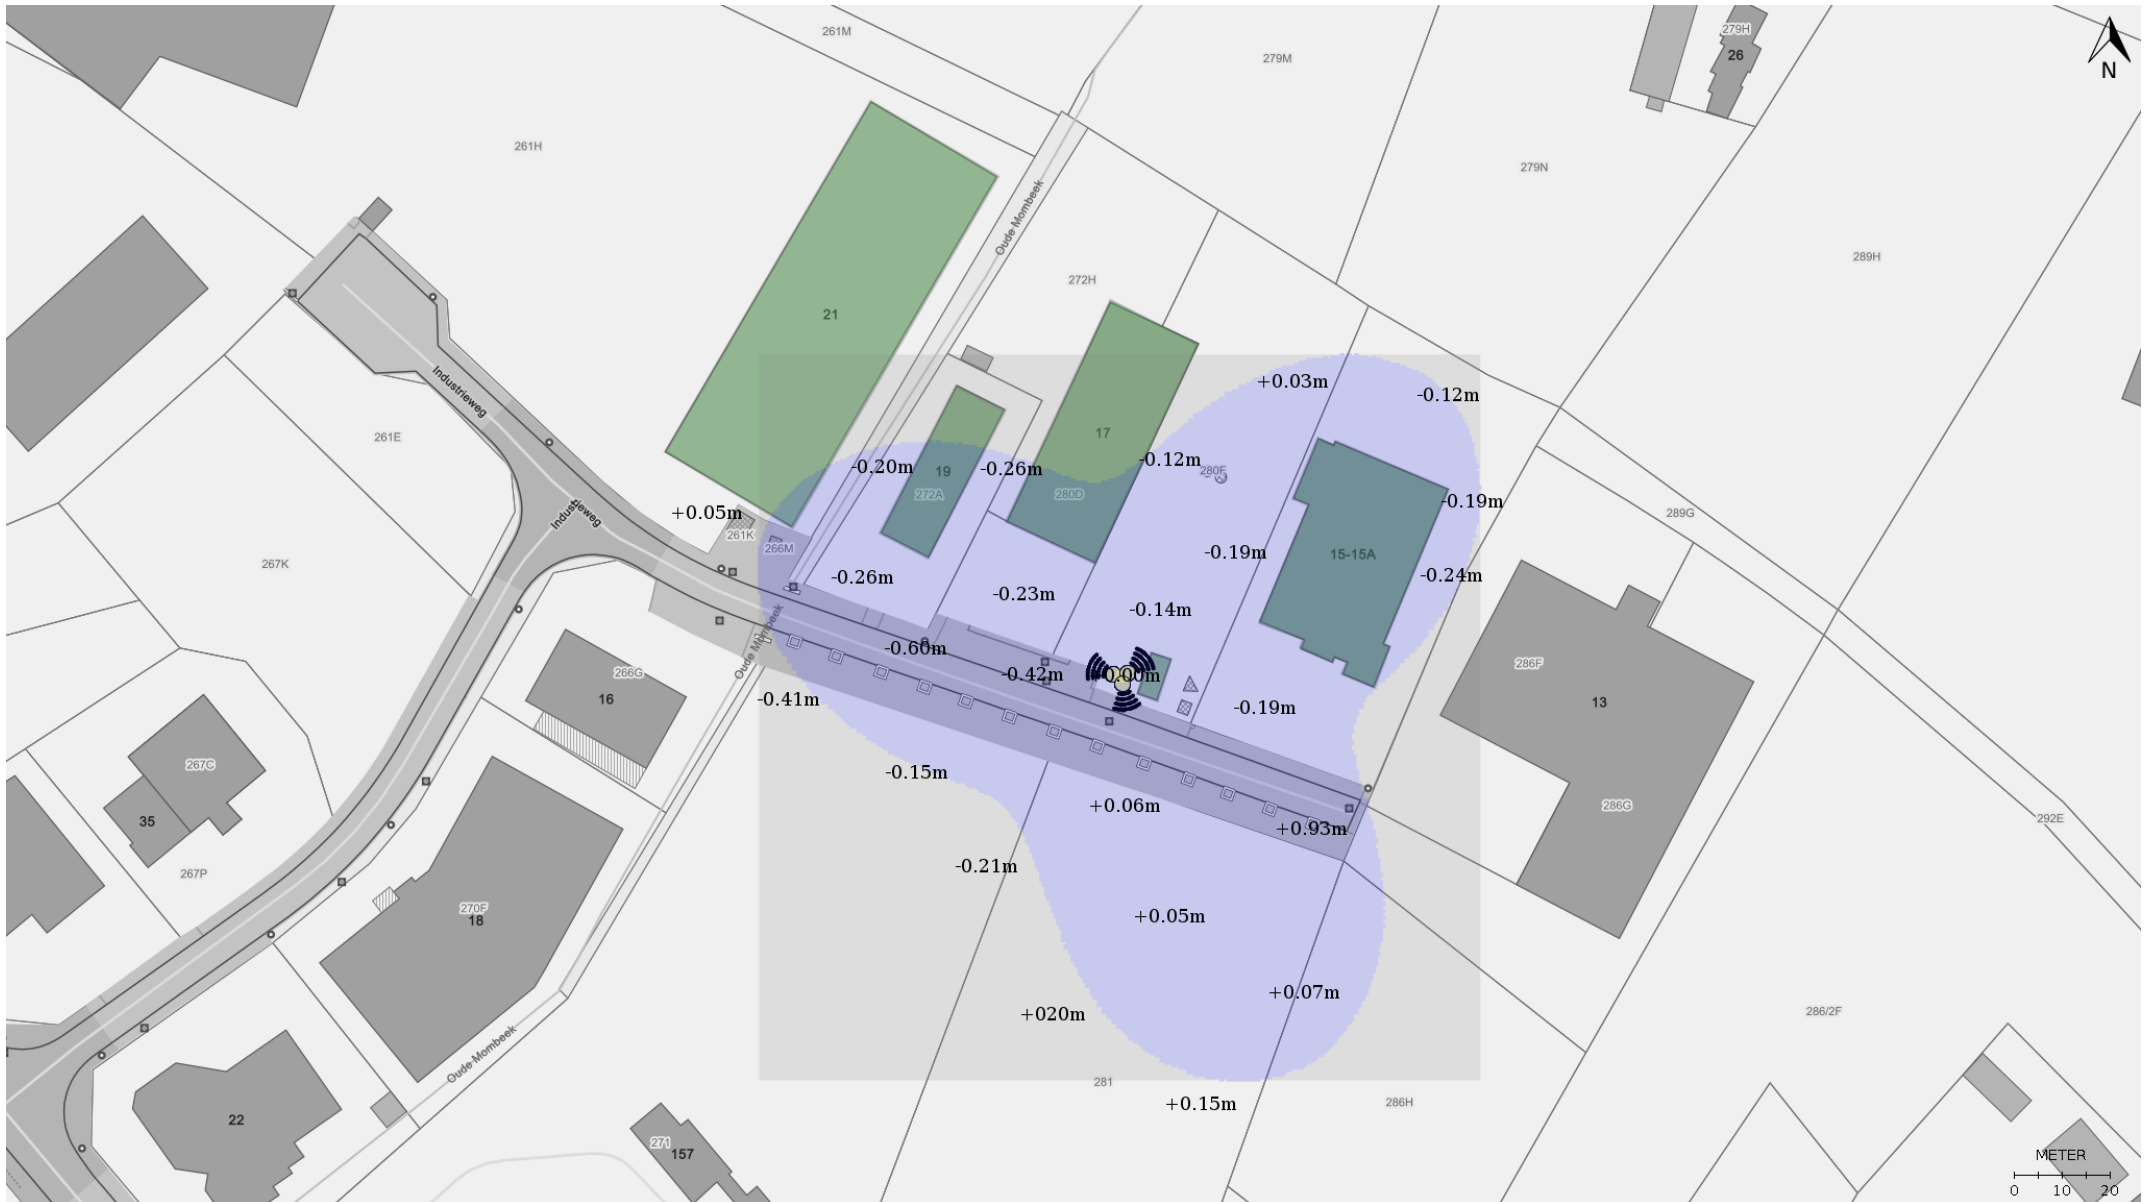 261M
279M
279H
26
N
261H
279N
Oude Mombeek
289H
272H
21
Industrieweg
+0.03m
-0.12m
261E
17
-0.20m
19
-0.26m
-0.12m
280F
272A
280D
-0.19m
+0.05m
289G
Industrieweg
261K
266M
-0.19m
15-15A
267K
-0.26m
-0.24m
-0.23m
-0.14m
Oude Mombeek
-0.60m
286F
266G
-0.42m
0.00m
16
-0.41m
-0.19m
13
267C
-0.15m
+0.06m
286G
35
+0.93m
292E
-0.21m
267P
270F
18
+0.05m
+0.07m
+020m
286/2F
Oude-Mombeek
281
+0.15m
286H
22
271
157
METER
0 10 20